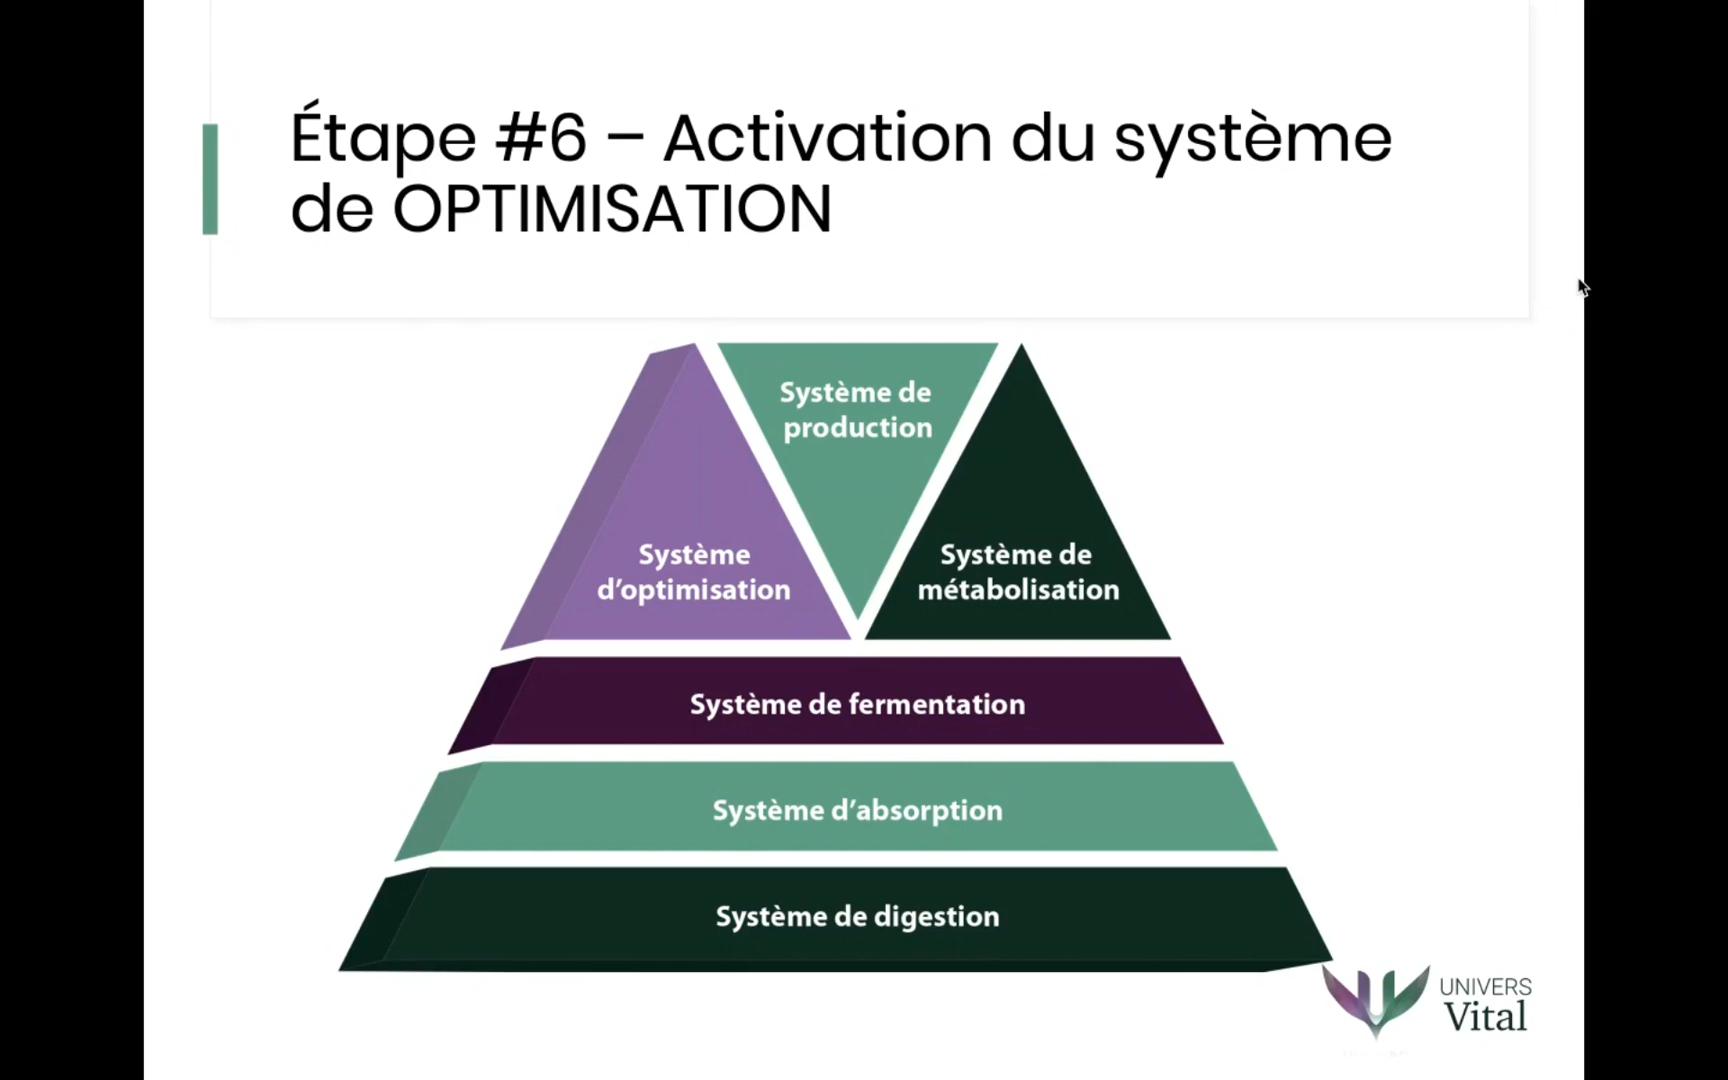 Étape #6 – Activation du système
de OPTIMISATION
Système de
production
Système
d’optimisation
Système de
métabolisation
Système de fermentation
Système d’absorption
Système de digestion
UNIVERS
Vital